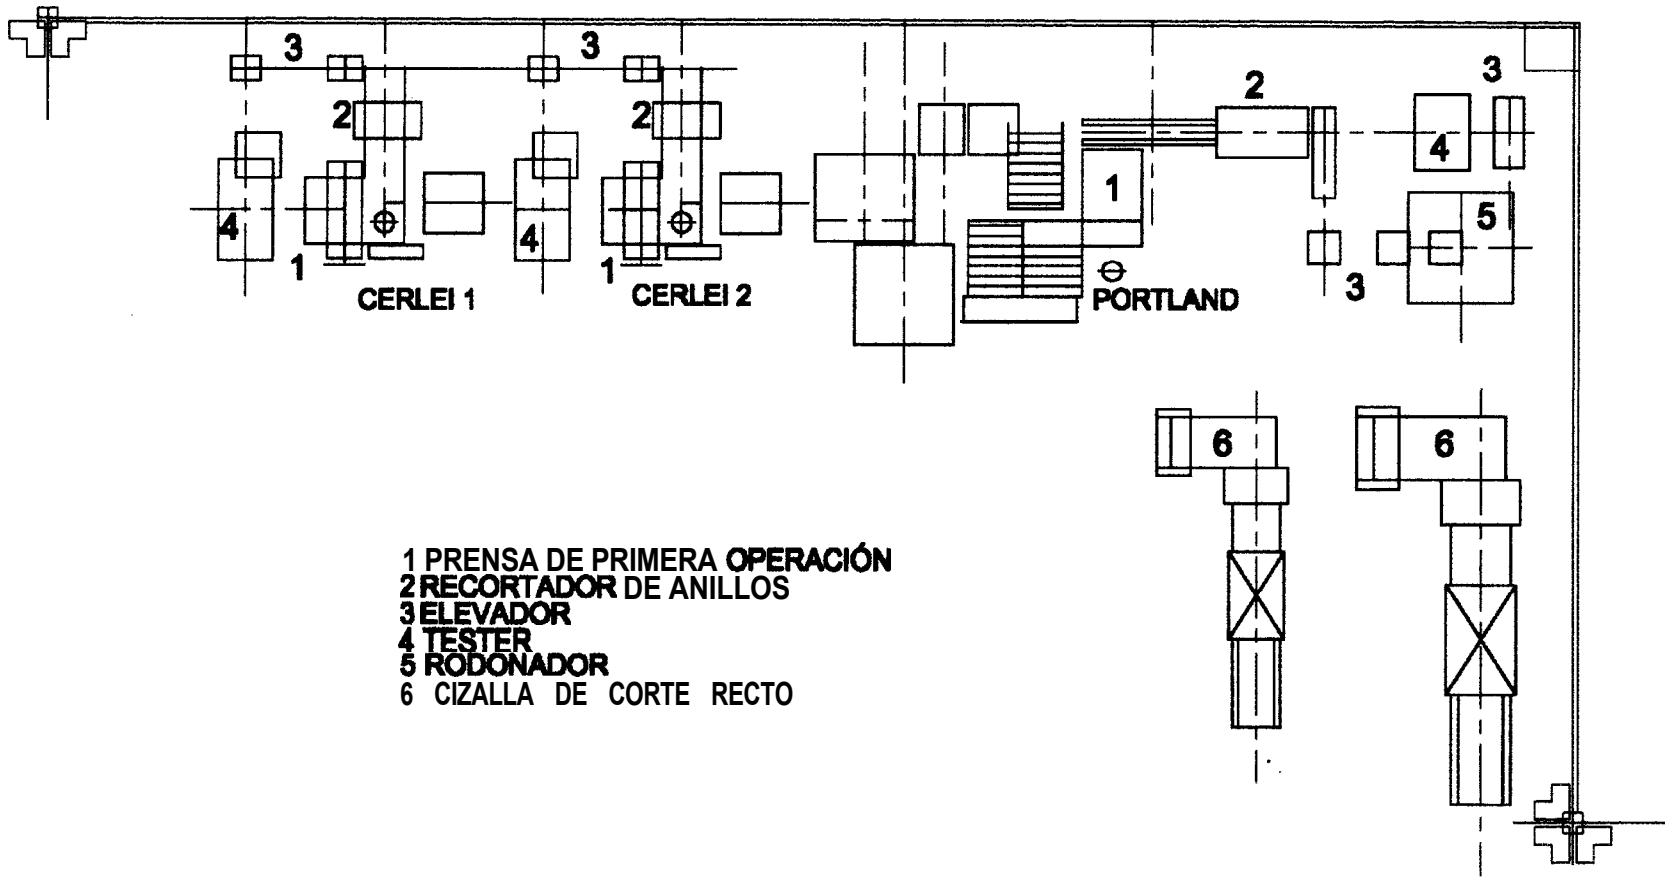 3
3
2
3
2
2
4
1
4
4
5
1
1
3
CERLEI 1
CERLEI 2
PORTLAND
6
6
1 PRENSA DE PRIMERA OPERACIÓN
2 RECORTADOR DE ANILLOS
3 ELEVADOR
4 TESTER
5 RODONADOR
6 CIZALLA DE CORTE RECTO